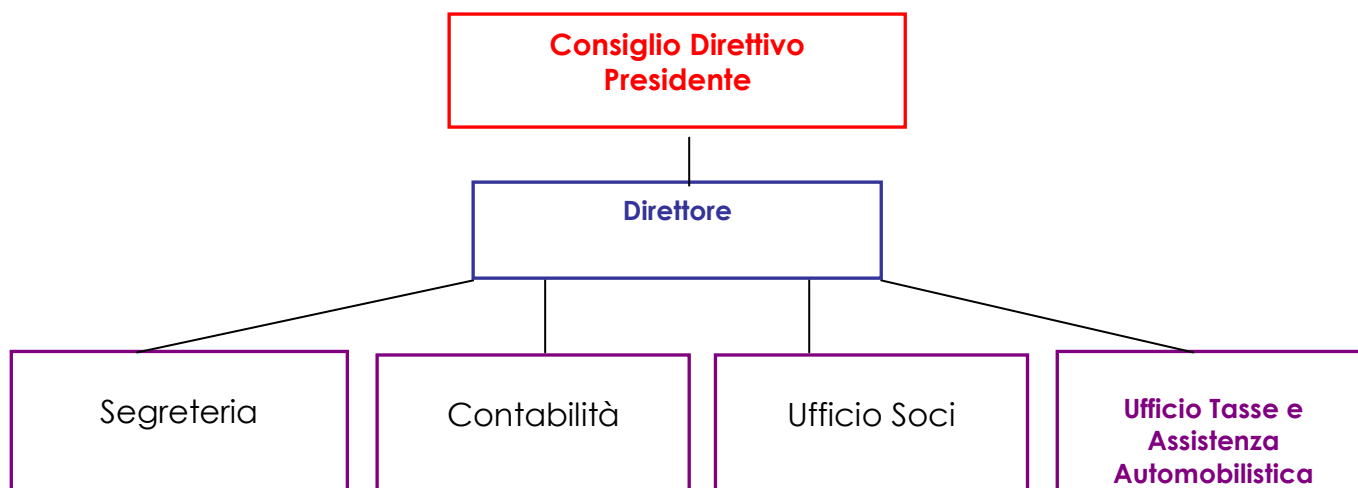 Consiglio Direttivo
Presidente
Direttore
Segreteria
Contabilità
Ufficio Soci
Ufficio Tasse e
Assistenza
Automobilistica